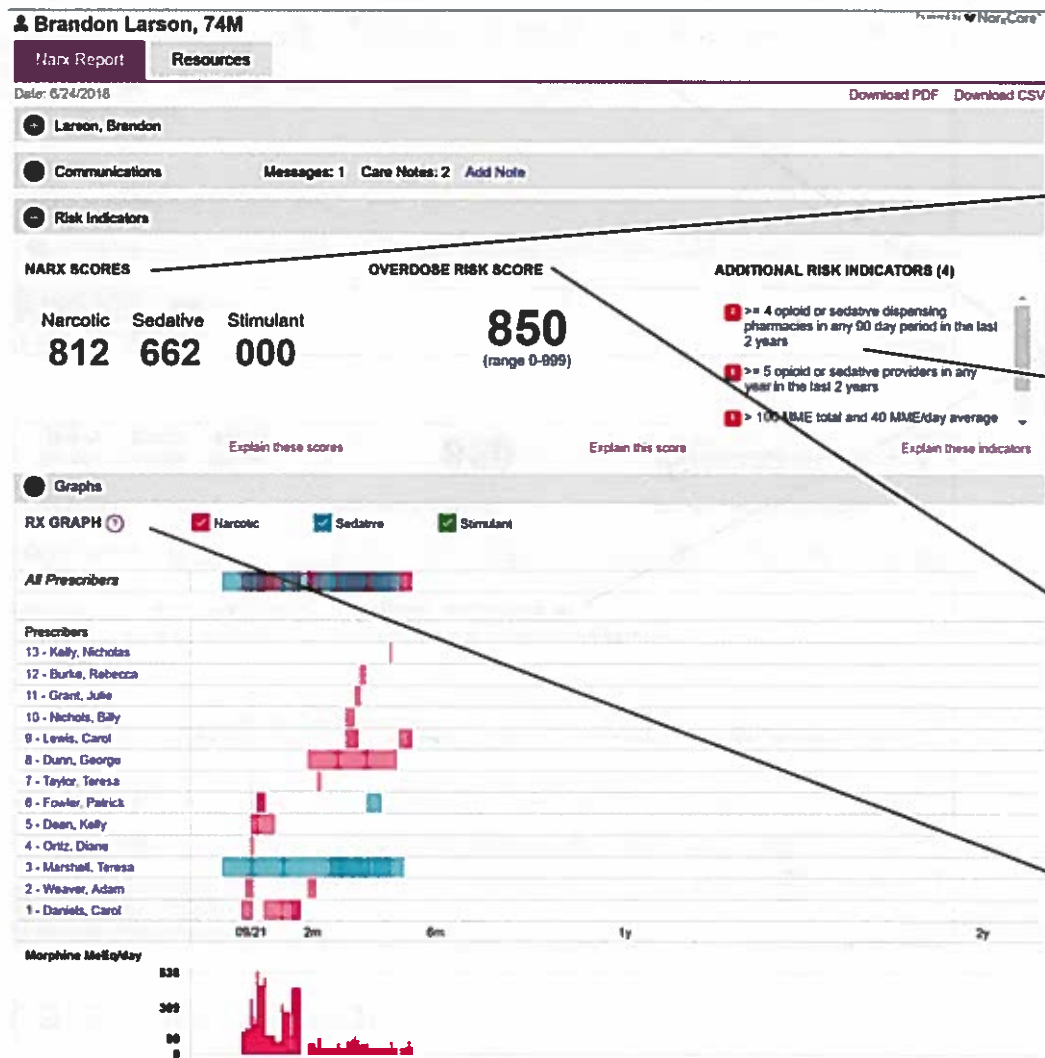 Brandon Larson, 74M
Powered by NarxCare
Narx Report Resources
Date: 6/24/2018
Download PDF Download CSV
Larson, Brandon
Communications Messages: 1 Care Notes: 2 Add Note
Risk Indicators
NARX SCORES
Narcotic Sedative Stimulant
812 662 000
Explain these scores
OVERDOSE RISK SCORE
850
(range 0-999)
Explain this score
ADDITIONAL RISK INDICATORS (4)
>= 4 opioid or sedative dispensing
pharmacies in any 90 day period in the last
2 years
>= 5 opioid or sedative providers in any
year in the last 2 years
> 100 MME total and 40 MME/day average
Explain these indicators
Graphs
RX GRAPH ? Narcotic Sedative Stimulant
All Prescribers
Prescribers
13 - Kelly, Nicholas
12 - Burke, Rebecca
11 - Grant, Julie
10 - Nichols, Billy
9 - Lewis, Carol
8 - Dunn, George
7 - Taylor, Teresa
6 - Fowler, Patrick
5 - Dean, Kelly
4 - Ortiz, Diane
3 - Marshall, Teresa
2 - Weaver, Adam
1 - Daniels, Carol
09/21 2m 6m 1y 2y
Morphine MeEq/day
0